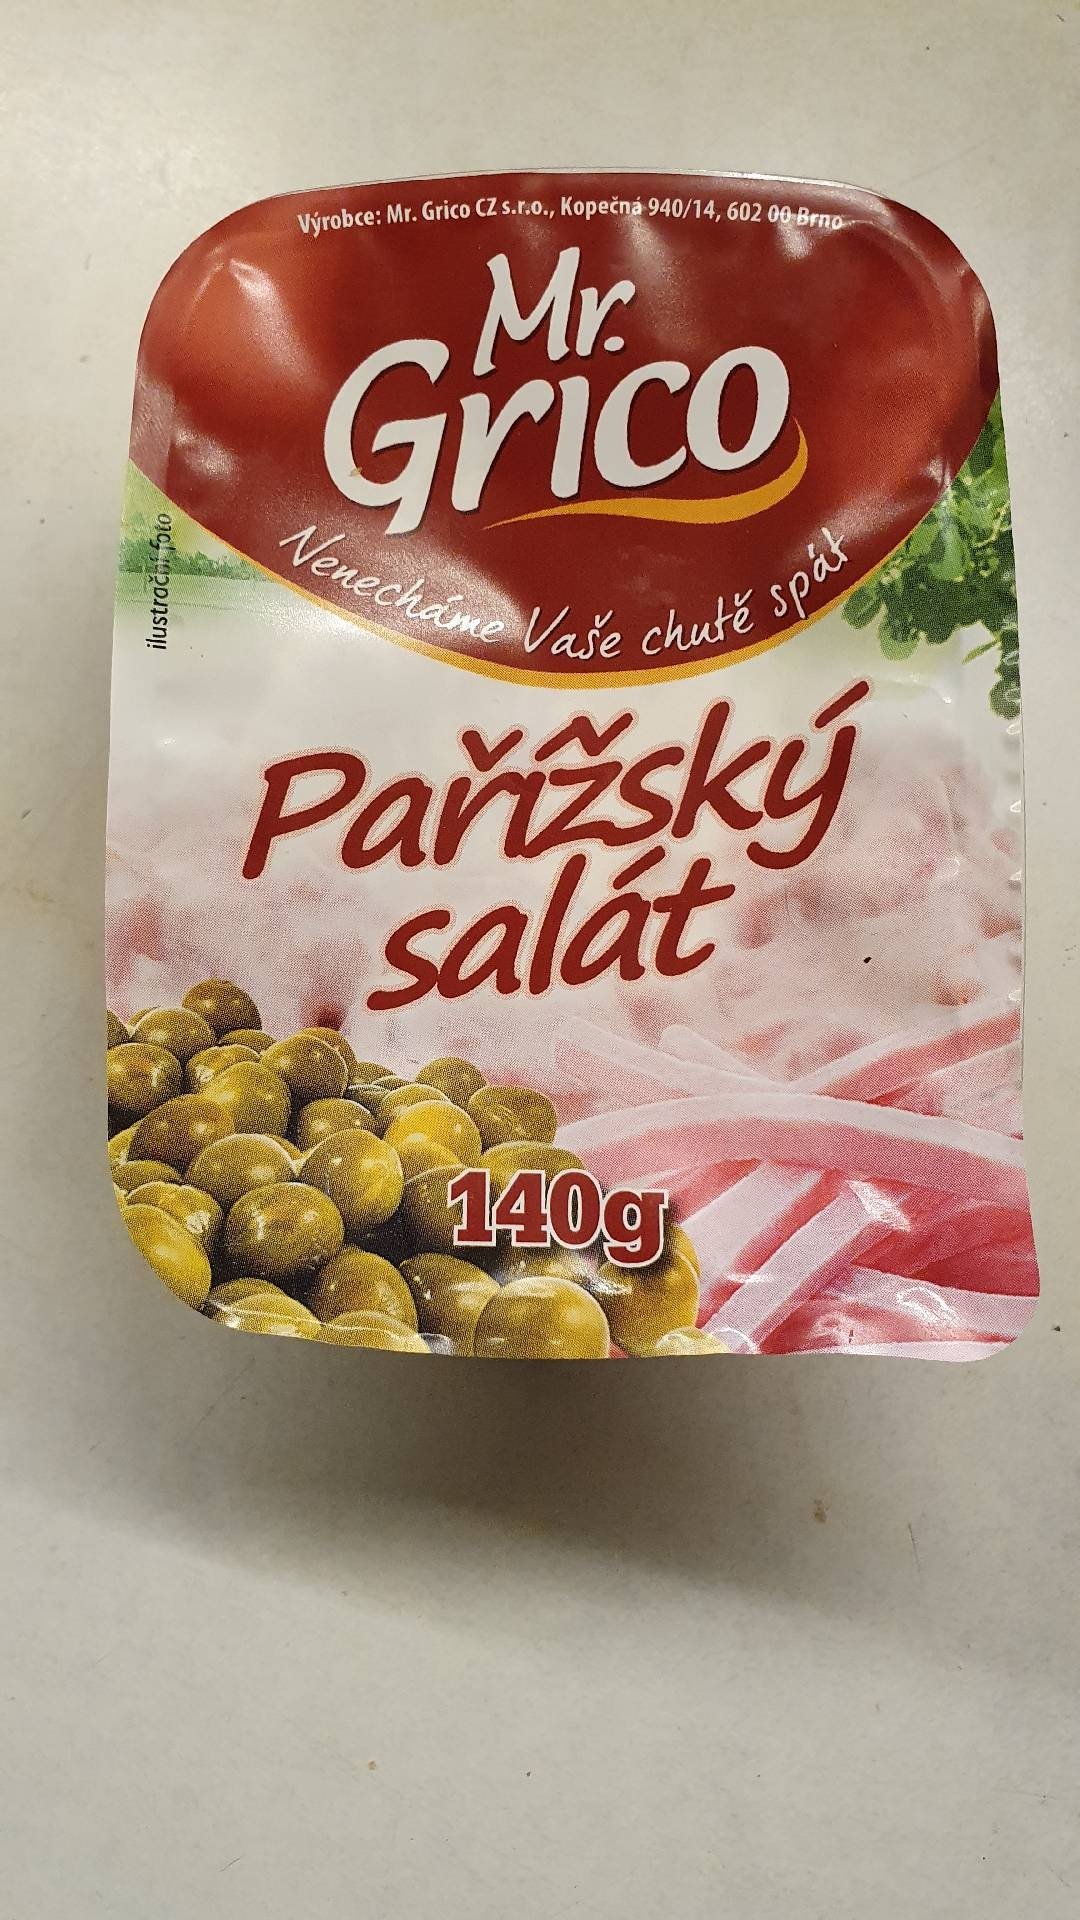 Výrobce: Mr. Grico CZ s.r.o., Kopečná 940/14, 602 00 Brno
Mr.
Grico
Nenecháme Vaše chutě spát
ilustrační foto
Pařížský
salát
140g